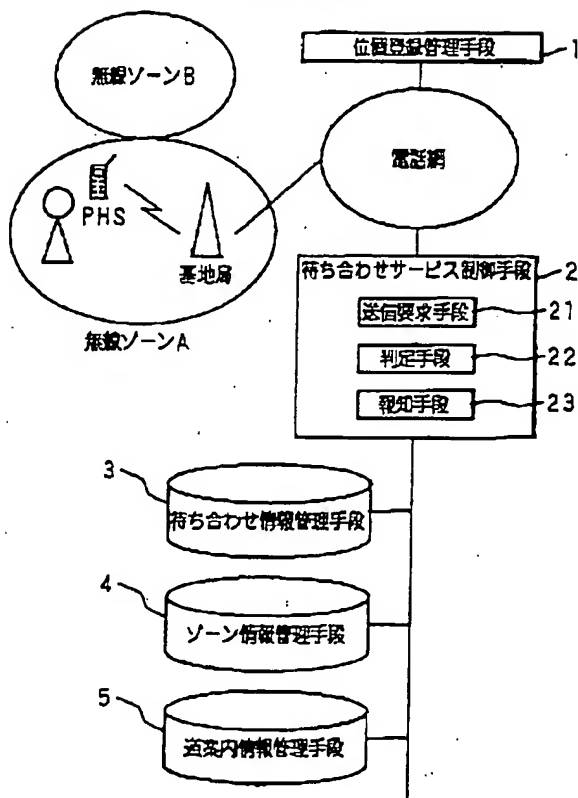 無線ゾーンB
位置登録管理手段
1
電話網
PHS
基地局
無線ゾーンA
待ち合わせサービス制御手段
2
送信要求手段
21
判定手段
22
報知手段
23
3
待ち合わせ情報管理手段
4
ゾーン情報管理手段
5
道案内情報管理手段